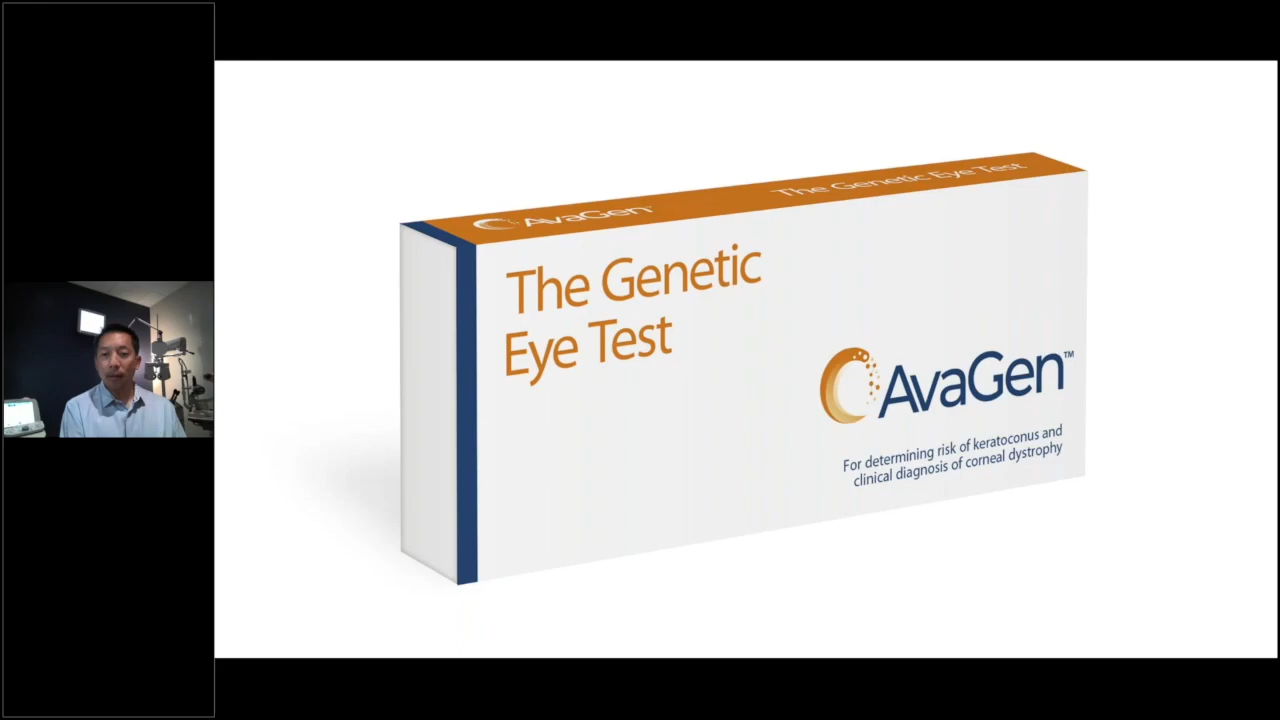 AvaGen™
The Genetic Eye Test
The Genetic
Eye Test
AvaGen™
For determining risk of keratoconus and
clinical diagnosis of corneal dystrophy